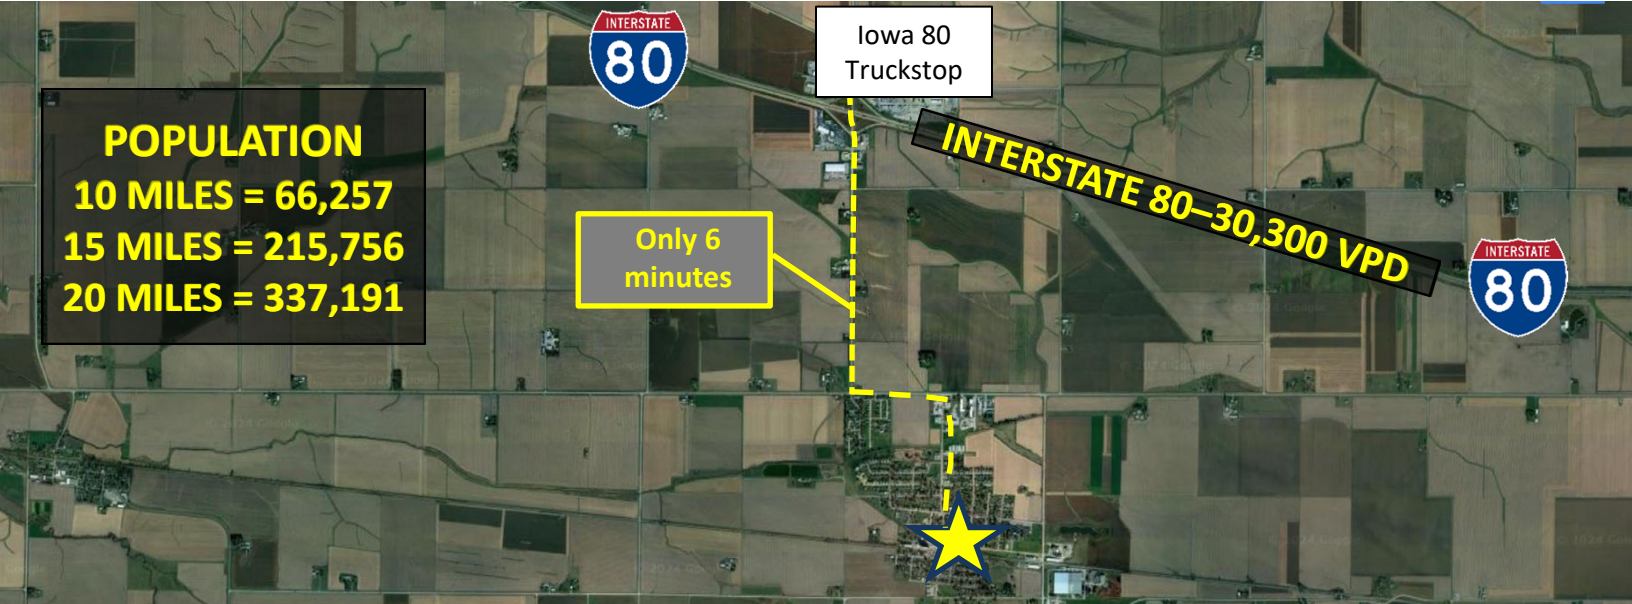 INTERSTATE
80
Iowa 80
Truckstop
POPULATION
10 MILES = 66,257
15 MILES = 215,756
20 MILES = 337,191
INTERSTATE 80–30,300 VPD
Only 6
minutes
INTERSTATE
80